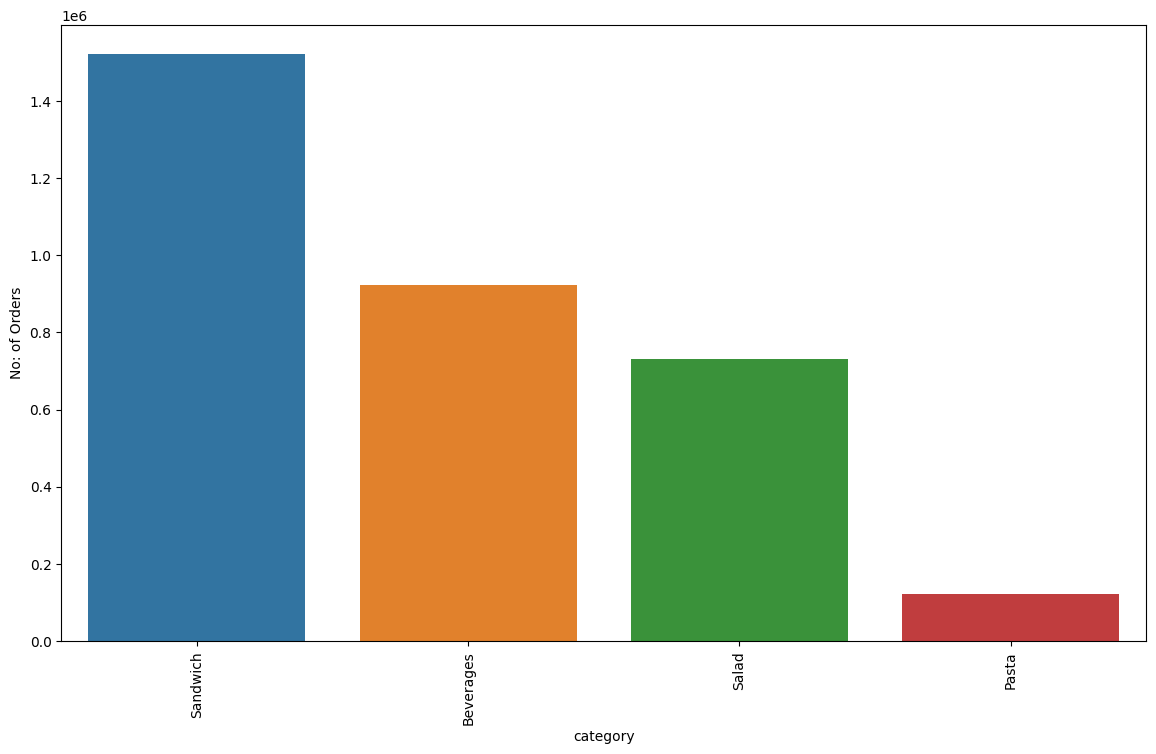 1e6
1.4
1.2
1.0
0.8
0.6
0.4
0.2
0.0
No: of Orders
Sandwich
Beverages
Salad
Pasta
category